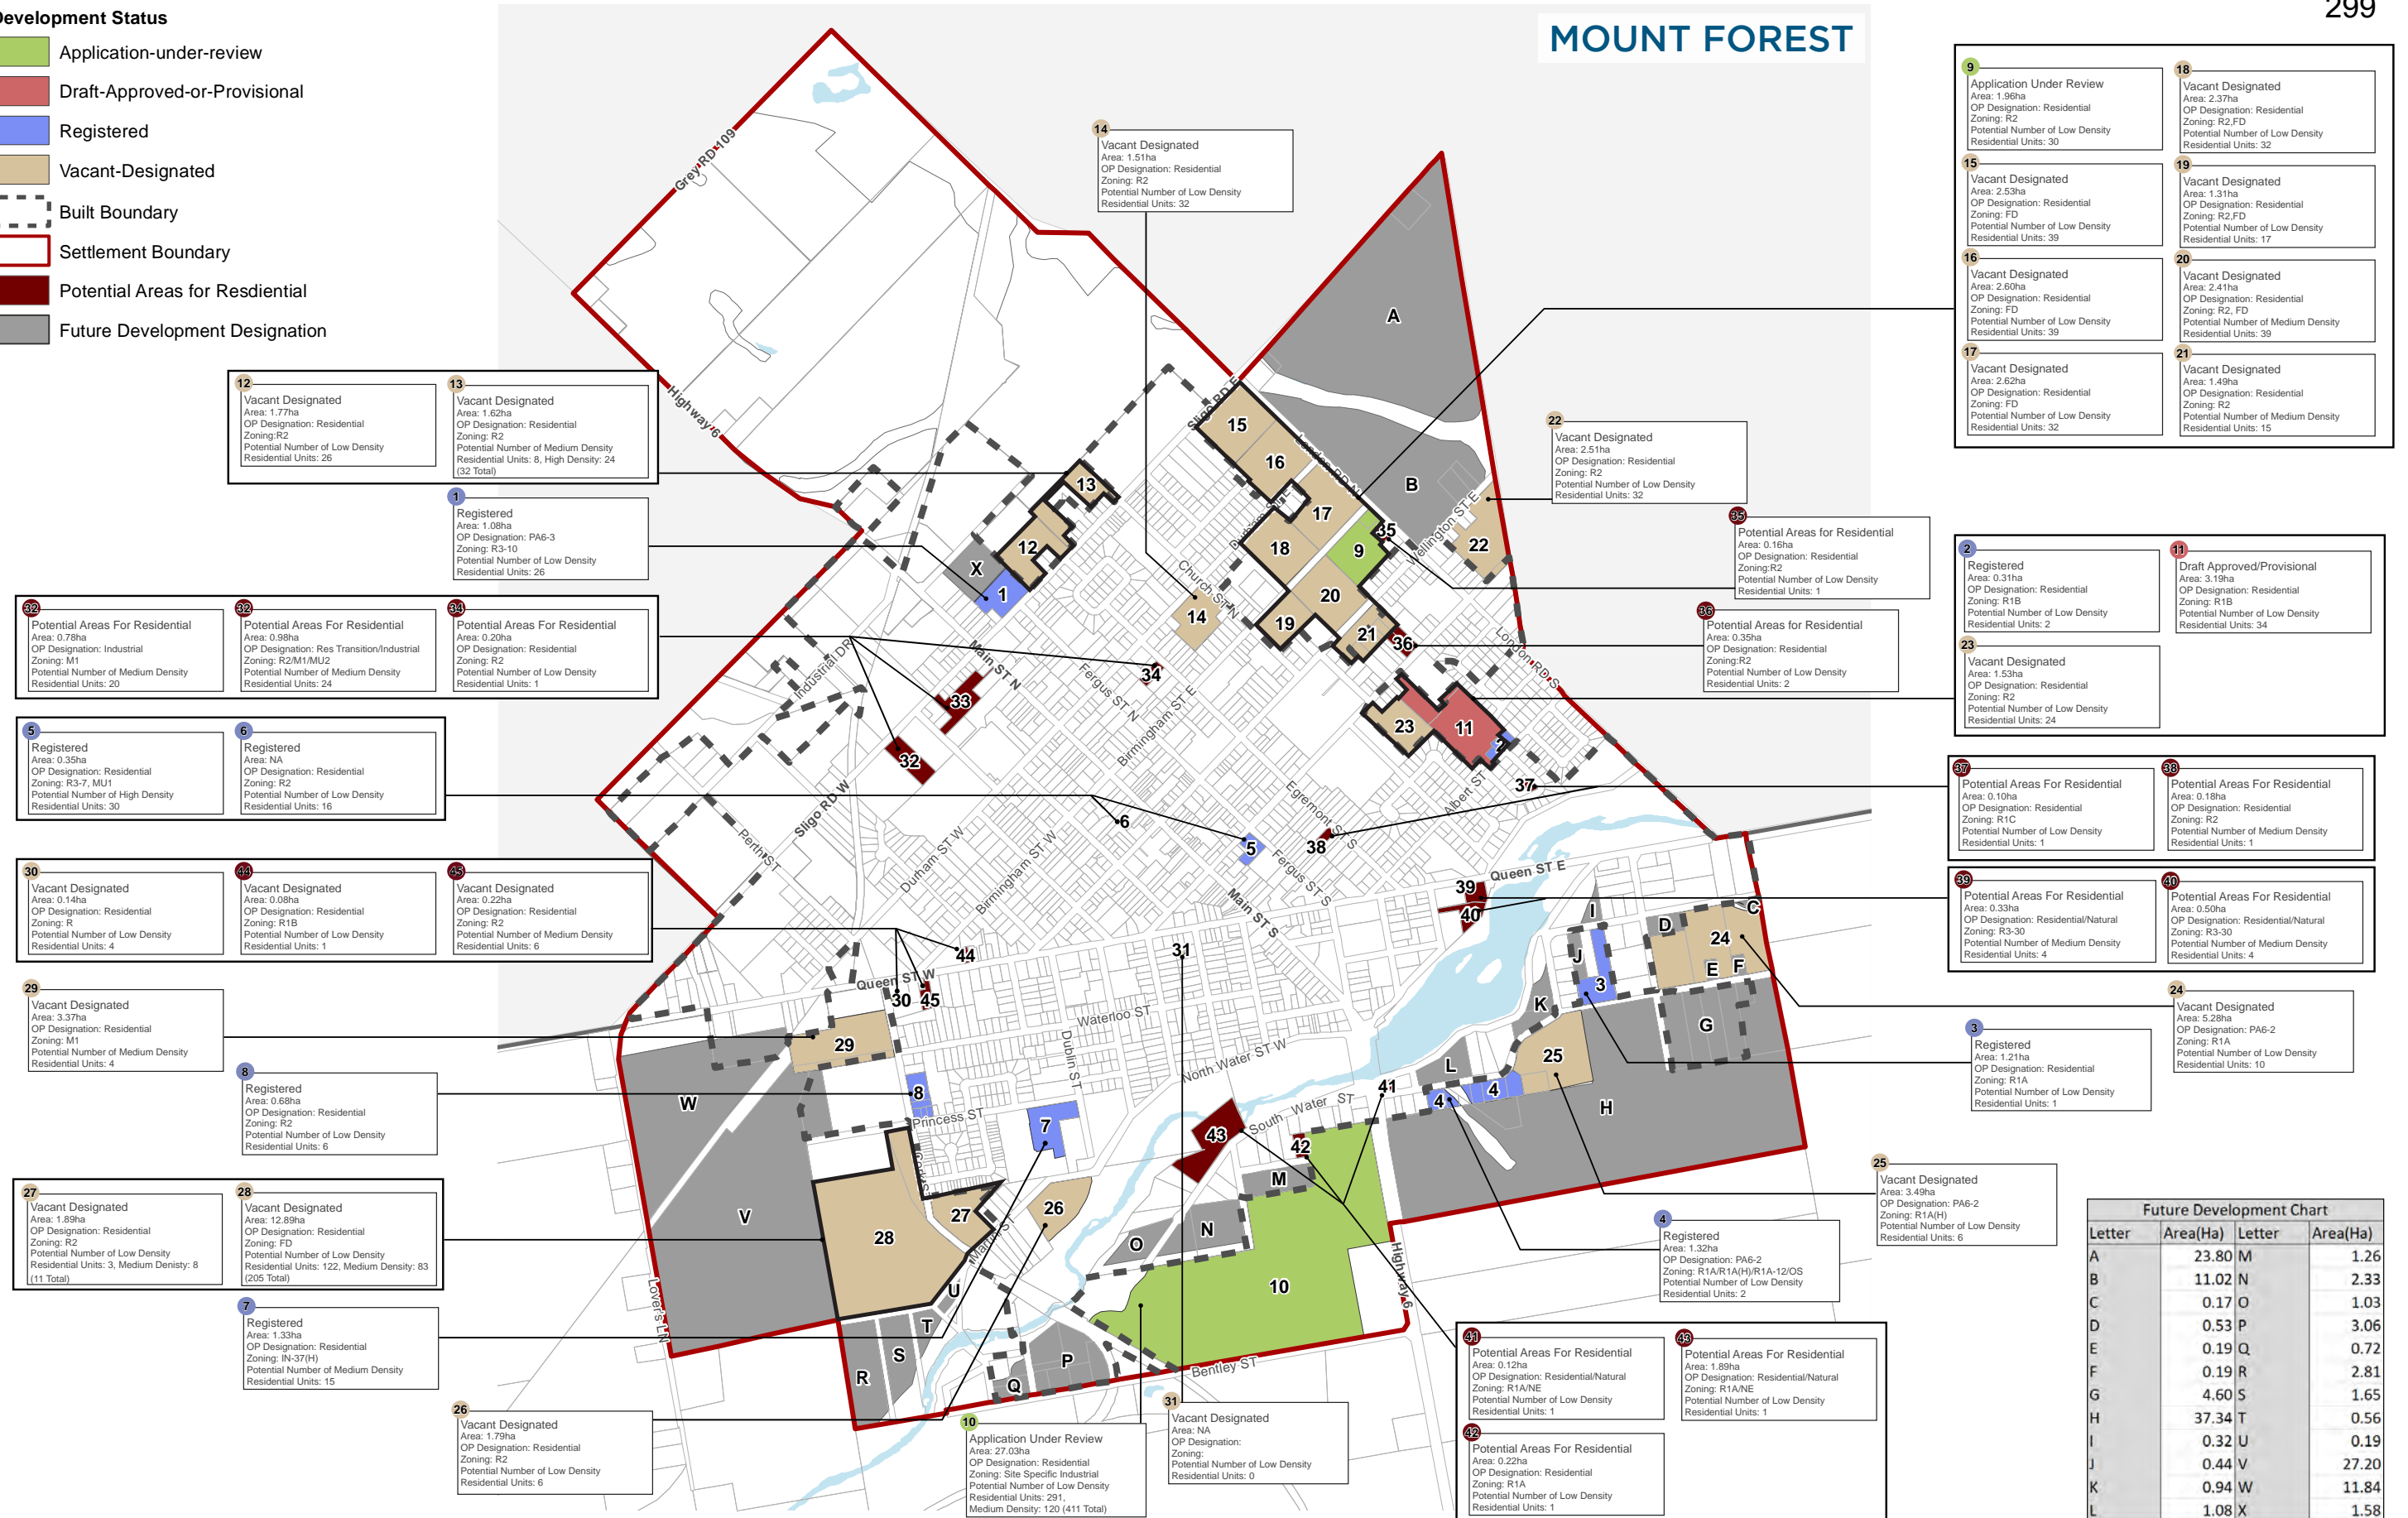 299
MOUNT FOREST
Development Status
Application-under-review
Draft-Approved-or-Provisional
Registered
Vacant-Designated
Built Boundary
Settlement Boundary
Potential Areas for Resdiential
Future Development Designation
14
Vacant Designated
Area: 1.51ha
OP Designation: Residential
Zoning: R2
Potential Number of Low Density
Residential Units: 32
9
Application Under Review
Area: 1.96ha
OP Designation: Residential
Zoning: R2
Potential Number of Low Density
Residential Units: 30
18
Vacant Designated
Area: 2.37ha
OP Designation: Residential
Zoning: R2,FD
Potential Number of Low Density
Residential Units: 32
15
Vacant Designated
Area: 2.53ha
OP Designation: Residential
Zoning: FD
Potential Number of Low Density
Residential Units: 39
19
Vacant Designated
Area: 1.31ha
OP Designation: Residential
Zoning: R2,FD
Potential Number of Low Density
Residential Units: 17
16
Vacant Designated
Area: 2.60ha
OP Designation: Residential
Zoning: FD
Potential Number of Low Density
Residential Units: 39
20
Vacant Designated
Area: 2.41ha
OP Designation: Residential
Zoning: R2, FD
Potential Number of Medium Density
Residential Units: 39
17
Vacant Designated
Area: 2.62ha
OP Designation: Residential
Zoning: FD
Potential Number of Low Density
Residential Units: 32
21
Vacant Designated
Area: 1.49ha
OP Designation: Residential
Zoning: R2
Potential Number of Medium Density
Residential Units: 15
12
Vacant Designated
Area: 1.77ha
OP Designation: Residential
Zoning:R2
Potential Number of Low Density
Residential Units: 26
13
Vacant Designated
Area: 1.62ha
OP Designation: Residential
Zoning: R2
Potential Number of Medium Density
Residential Units: 8, High Density: 24
(32 Total)
1
Registered
Area: 1.08ha
OP Designation: PA6-3
Zoning: R3-10
Potential Number of Low Density
Residential Units: 26
22
Vacant Designated
Area: 2.51ha
OP Designation: Residential
Zoning: R2
Potential Number of Low Density
Residential Units: 32
35
Potential Areas for Residential
Area: 0.16ha
OP Designation: Residential
Zoning:R2
Potential Number of Low Density
Residential Units: 1
36
Potential Areas for Residential
Area: 0.35ha
OP Designation: Residential
Zoning:R2
Potential Number of Low Density
Residential Units: 2
2
Registered
Area: 0.31ha
OP Designation: Residential
Zoning: R1B
Potential Number of Low Density
Residential Units: 2
11
Draft Approved/Provisional
Area: 3.19ha
OP Designation: Residential
Zoning: R1B
Potential Number of Low Density
Residential Units: 34
23
Vacant Designated
Area: 1.53ha
OP Designation: Residential
Zoning: R2
Potential Number of Low Density
Residential Units: 24
32
Potential Areas For Residential
Area: 0.78ha
OP Designation: Industrial
Zoning: M1
Potential Number of Medium Density
Residential Units: 20
32
Potential Areas For Residential
Area: 0.98ha
OP Designation: Res Transition/Industrial
Zoning: R2/M1/MU2
Potential Number of Medium Density
Residential Units: 24
34
Potential Areas For Residential
Area: 0.20ha
OP Designation: Residential
Zoning: R2
Potential Number of Low Density
Residential Units: 1
5
Registered
Area: 0.35ha
OP Designation: Residential
Zoning: R3-7, MU1
Potential Number of High Density
Residential Units: 30
6
Registered
Area: NA
OP Designation: Residential
Zoning: R2
Potential Number of Low Density
Residential Units: 16
37
Potential Areas For Residential
Area: 0.10ha
OP Designation: Residential
Zoning: R1C
Potential Number of Low Density
Residential Units: 1
38
Potential Areas For Residential
Area: 0.18ha
OP Designation: Residential
Zoning: R2
Potential Number of Medium Density
Residential Units: 1
30
Vacant Designated
Area: 0.14ha
OP Designation: Residential
Zoning: R
Potential Number of Low Density
Residential Units: 4
44
Vacant Designated
Area: 0.08ha
OP Designation: Residential
Zoning: R1B
Potential Number of Low Density
Residential Units: 1
45
Vacant Designated
Area: 0.22ha
OP Designation: Residential
Zoning: R2
Potential Number of Medium Density
Residential Units: 6
39
Potential Areas For Residential
Area: 0.33ha
OP Designation: Residential/Natural
Zoning: R3-30
Potential Number of Medium Density
Residential Units: 4
40
Potential Areas For Residential
Area: 0.50ha
OP Designation: Residential/Natural
Zoning: R3-30
Potential Number of Medium Density
Residential Units: 4
29
Vacant Designated
Area: 3.37ha
OP Designation: Residential
Zoning: M1
Potential Number of Medium Density
Residential Units: 4
24
Vacant Designated
Area: 5.28ha
OP Designation: PA6-2
Zoning: R1A
Potential Number of Low Density
Residential Units: 10
3
Registered
Area: 1.21ha
OP Designation: Residential
Zoning: R1A
Potential Number of Low Density
Residential Units: 1
8
Registered
Area: 0.68ha
OP Designation: Residential
Zoning: R2
Potential Number of Low Density
Residential Units: 6
27
Vacant Designated
Area: 1.89ha
OP Designation: Residential
Zoning: R2
Potential Number of Low Density
Residential Units: 3, Medium Denisty: 8
(11 Total)
28
Vacant Designated
Area: 12.89ha
OP Designation: Residential
Zoning: FD
Potential Number of Low Density
Residential Units: 122, Medium Density: 83
(205 Total)
25
Vacant Designated
Area: 3.49ha
OP Designation: PA6-2
Zoning: R1A(H)
Potential Number of Low Density
Residential Units: 6
4
Registered
Area: 1.32ha
OP Designation: PA6-2
Zoning: R1A/R1A(H)/R1A-12/OS
Potential Number of Low Density
Residential Units: 2
7
Registered
Area: 1.33ha
OP Designation: Residential
Zoning: IN-37(H)
Potential Number of Medium Density
Residential Units: 15
26
Vacant Designated
Area: 1.79ha
OP Designation: Residential
Zoning: R2
Potential Number of Low Density
Residential Units: 6
10
Application Under Review
Area: 27.03ha
OP Designation: Residential
Zoning: Site Specific Industrial
Potential Number of Low Density
Residential Units: 291,
Medium Density: 120 (411 Total)
31
Vacant Designated
Area: NA
OP Designation:
Zoning:
Potential Number of Low Density
Residential Units: 0
41
Potential Areas For Residential
Area: 0.12ha
OP Designation: Residential/Natural
Zoning: R1A/NE
Potential Number of Low Density
Residential Units: 1
43
Potential Areas For Residential
Area: 1.89ha
OP Designation: Residential/Natural
Zoning: R1A/NE
Potential Number of Low Density
Residential Units: 1
42
Potential Areas For Residential
Area: 0.22ha
OP Designation: Residential
Zoning: R1A
Potential Number of Low Density
Residential Units: 1
Future Development Chart
Letter Area(Ha) Letter Area(Ha)
A 23.80 M 1.26
B 11.02 N 2.33
C 0.17 O 1.03
D 0.53 P 3.06
E 0.19 Q 0.72
F 0.19 R 2.81
G 4.60 S 1.65
H 37.34 T 0.56
I 0.32 U 0.19
J 0.44 V 27.20
K 0.94 W 11.84
L 1.08 X 1.58
Grey RD 109
Highway 6
Sligo RD E
London RD N
Durham ST E
Wellington ST E
Church ST N
London RD S
Industrial DR
Main ST N
Fergus ST N
Birmingham ST E
Sligo RD W
Perth ST
Durham ST W
Birmingham ST W
Egremont ST S
Albert ST
Fergus ST S
Main ST S
Queen ST E
Queen ST W
Waterloo ST
Dublin ST
North Water ST W
South Water ST
Princess ST
Cork ST
Martin ST
Lover's LN
Highway 6
Bentley ST
A
B
15
16
13
17
35
22
12
18
9
X
1
20
14
19
21
36
34
33
23
11
2
32
37
6
5
38
39
40
I
C
D
24
44
31
J
E
F
30
45
3
K
G
29
25
L
W
8
41
4
4
H
7
43
42
M
V
27
26
28
N
O
10
U
T
S
P
R
Q